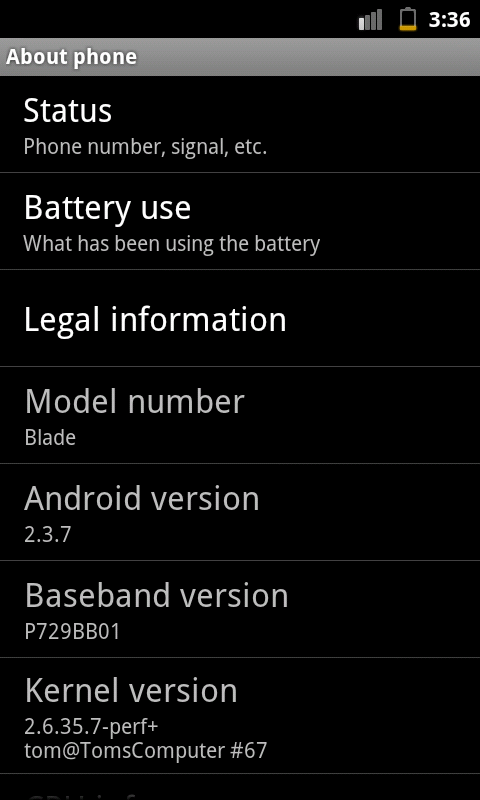 3:36
About phone
Status
Phone number, signal, etc.
Battery use
What has been using the battery
Legal information
Model number
Blade
Android version
2.3.7
Baseband version
P729BB01
Kernel version
2.6.35.7-perf+
tom@TomsComputer #67